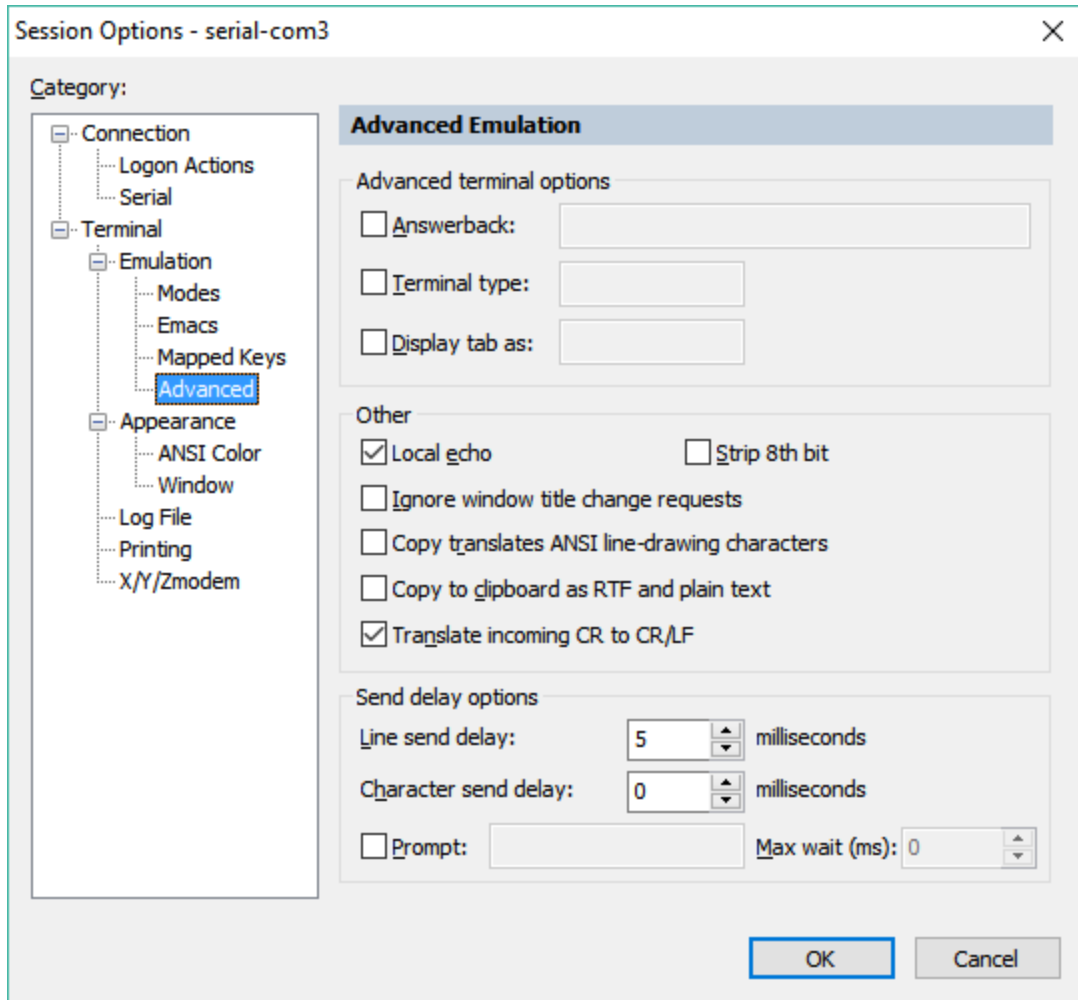 Session Options - serial-com3
Category:
Connection
Logon Actions
Serial
Terminal
Emulation
Modes
Emacs
Mapped Keys
Advanced
Appearance
ANSI Color
Window
Log File
Printing
X/Y/Zmodem
Advanced Emulation
Advanced terminal options
Answerback:
Terminal type:
Display tab as:
Other
Local echo Strip 8th bit
Ignore window title change requests
Copy translates ANSI line-drawing characters
Copy to clipboard as RTF and plain text
Translate incoming CR to CR/LF
Send delay options
Line send delay: 5 milliseconds
Character send delay: 0 milliseconds
Prompt: Max wait (ms): 0
OK Cancel